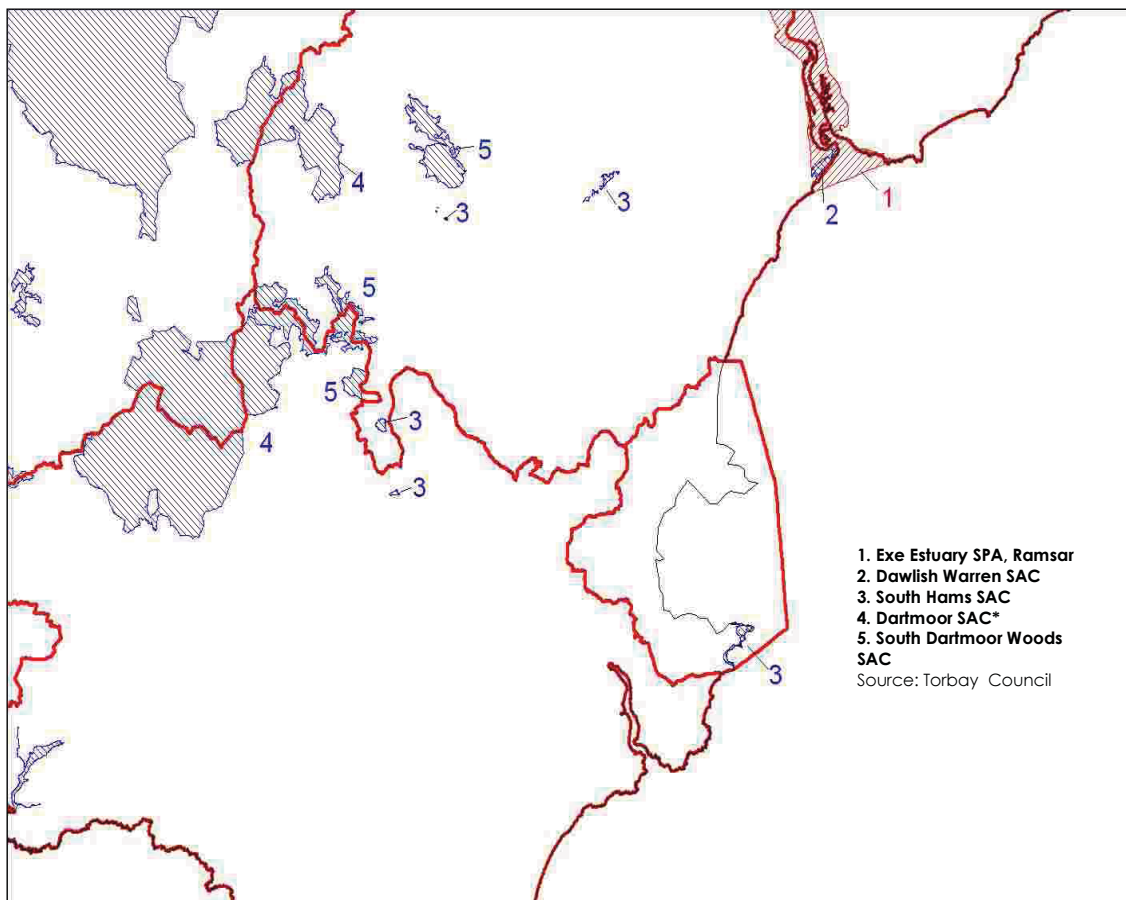 5
4
3
3
2
1
5
5
3
4
3
1. Exe Estuary SPA, Ramsar
2. Dawlish Warren SAC
3. South Hams SAC
4. Dartmoor SAC*
5. South Dartmoor Woods
SAC
Source: Torbay Council
3